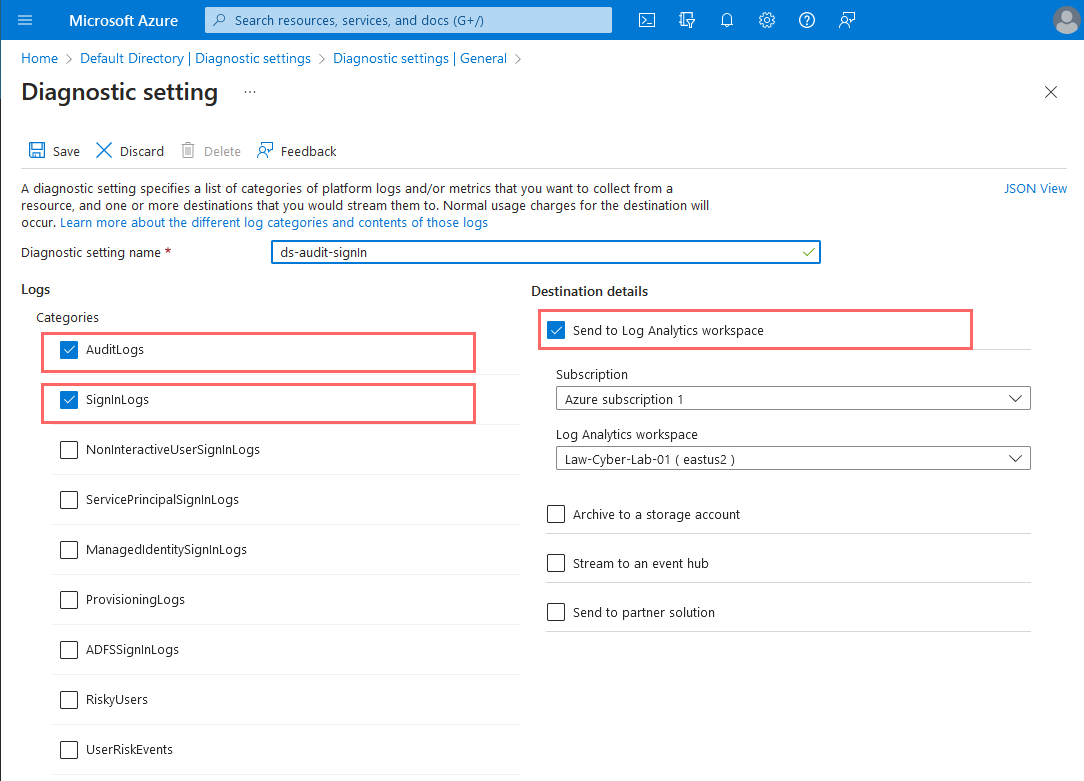 Microsoft Azure
Search resources, services, and docs (G+/)
Home > Default Directory | Diagnostic settings > Diagnostic settings | General >
Diagnostic setting ...
Save Discard Delete Feedback
A diagnostic setting specifies a list of categories of platform logs and/or metrics that you want to collect from a
resource, and one or more destinations that you would stream them to. Normal usage charges for the destination will
occur. Learn more about the different log categories and contents of those logs
JSON View
Diagnostic setting name *
ds-audit-signIn
Logs
Categories
AuditLogs
SignInLogs
NonInteractiveUserSignInLogs
ServicePrincipalSignInLogs
ManagedIdentitySignInLogs
ProvisioningLogs
ADFSSignInLogs
RiskyUsers
UserRiskEvents
Destination details
Send to Log Analytics workspace
Subscription
Azure subscription 1
Log Analytics workspace
Law-Cyber-Lab-01 ( eastus2 )
Archive to a storage account
Stream to an event hub
Send to partner solution